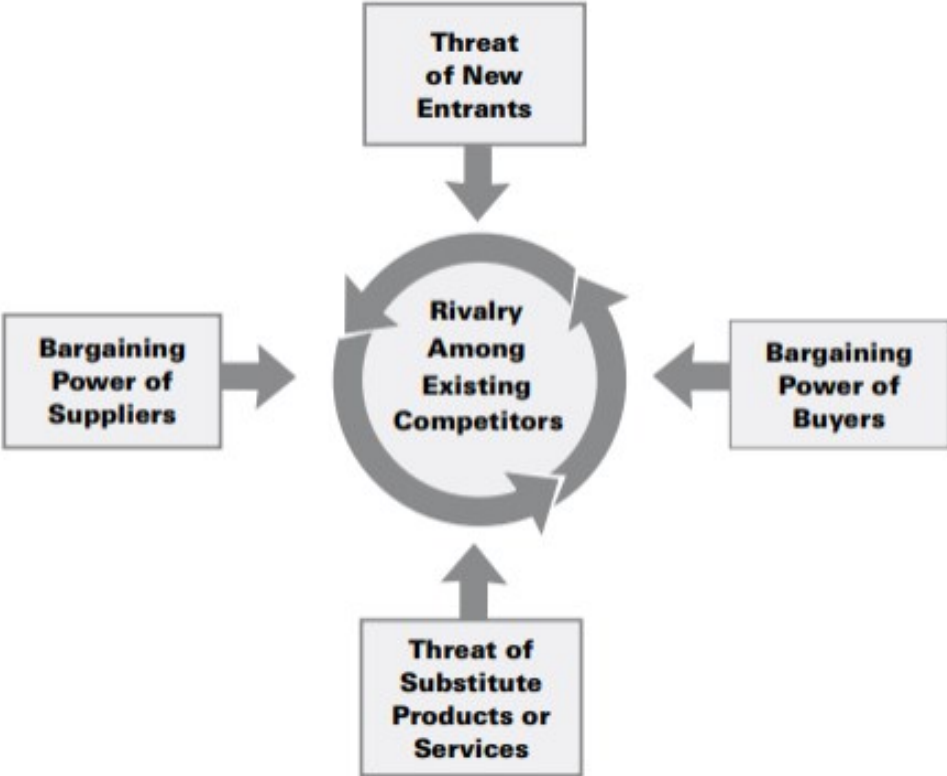 Threat
of New
Entrants
Rivalry
Among
Existing
Competitors
Bargaining
Power of
Suppliers
Bargaining
Power of
Buyers
Threat of
Substitute
Products or
Services